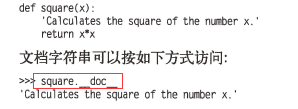 def square(x):
    'Calculates the square of the number x.'
    return x*x
文档字符串可以按如下方式访问:
>>> square.__doc__
'Calculates the square of the number x.'